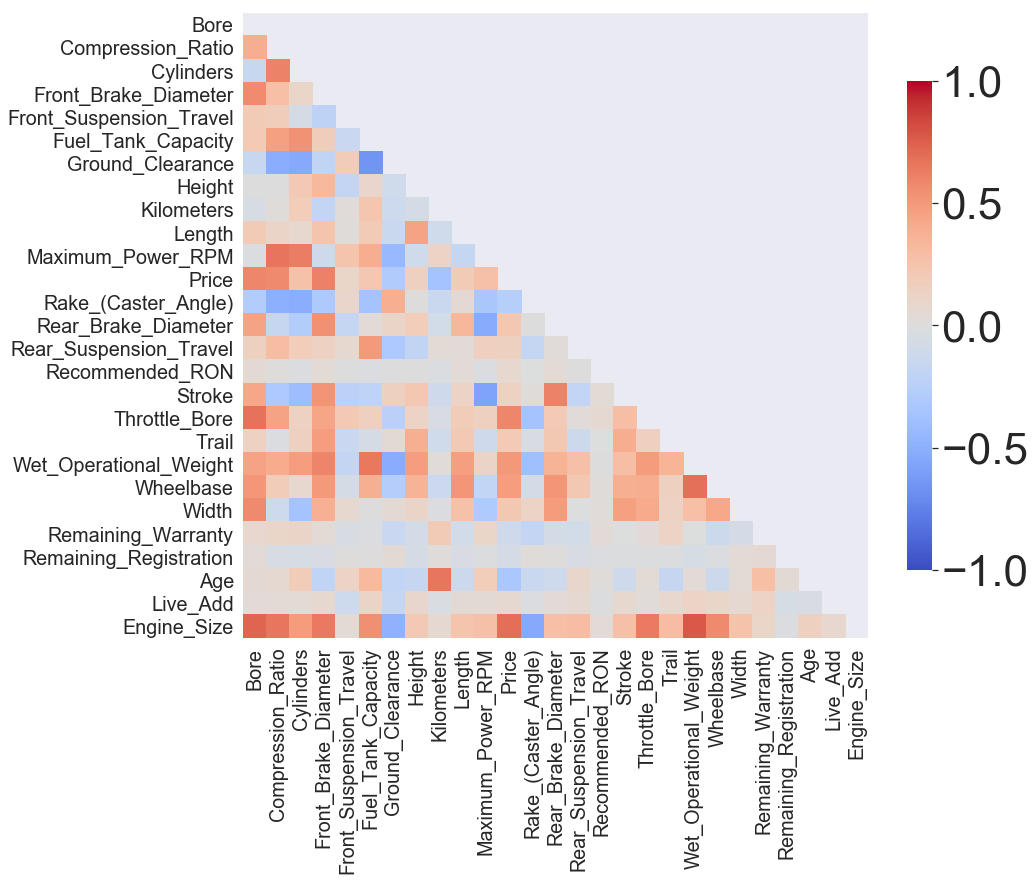 Bore
Compression_Ratio
Cylinders
Front_Brake_Diameter
Front_Suspension_Travel
Fuel_Tank_Capacity
Ground_Clearance
Height
Kilometers
Length
Maximum_Power_RPM
Price
Rake_(Caster_Angle)
Rear_Brake_Diameter
Rear_Suspension_Travel
Recommended_RON
Stroke
Throttle_Bore
Trail
Wet_Operational_Weight
Wheelbase
Width
Remaining_Warranty
Remaining_Registration
Age
Live_Add
Engine_Size
Bore
Compression_Ratio
Cylinders
Front_Brake_Diameter
Front_Suspension_Travel
Fuel_Tank_Capacity
Ground_Clearance
Height
Kilometers
Length
Maximum_Power_RPM
Price
Rake_(Caster_Angle)
Rear_Brake_Diameter
Rear_Suspension_Travel
Recommended_RON
Stroke
Throttle_Bore
Trail
Wet_Operational_Weight
Wheelbase
Width
Remaining_Warranty
Remaining_Registration
Age
Live_Add
Engine_Size
1.0
0.5
0.0
−0.5
−1.0